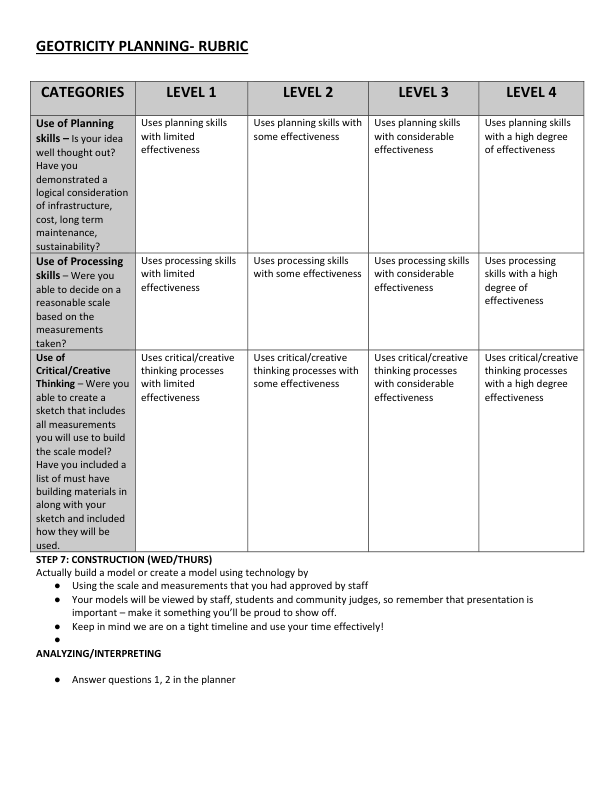 GEOTRICITY PLANNING- RUBRIC
CATEGORIES
LEVEL 1
LEVEL 2
LEVEL 3
LEVEL 4
Use of Planning
skills – Is your idea
well thought out?
Have you
demonstrated a
logical consideration
of infrastructure,
cost, long term
maintenance,
sustainability?
Uses planning skills
with limited
effectiveness
Uses planning skills with
some effectiveness
Uses planning skills
with considerable
effectiveness
Uses planning skills
with a high degree
of effectiveness
Use of Processing
skills – Were you
able to decide on a
reasonable scale
based on the
measurements
taken?
Uses processing skills
with limited
effectiveness
Uses processing skills
with some effectiveness
Uses processing skills
with considerable
effectiveness
Uses processing
skills with a high
degree of
effectiveness
Use of
Critical/Creative
Thinking – Were you
able to create a
sketch that includes
all measurements
you will use to build
the scale model?
Have you included a
list of must have
building materials in
along with your
sketch and included
how they will be
used.
Uses critical/creative
thinking processes
with limited
effectiveness
Uses critical/creative
thinking processes with
some effectiveness
Uses critical/creative
thinking processes
with considerable
effectiveness
Uses critical/creative
thinking processes
with a high degree
effectiveness
STEP 7: CONSTRUCTION (WED/THURS)
Actually build a model or create a model using technology by
● Using the scale and measurements that you had approved by staff
● Your models will be viewed by staff, students and community judges, so remember that presentation is
important – make it something you’ll be proud to show off.
● Keep in mind we are on a tight timeline and use your time effectively!
●
ANALYZING/INTERPRETING
● Answer questions 1, 2 in the planner